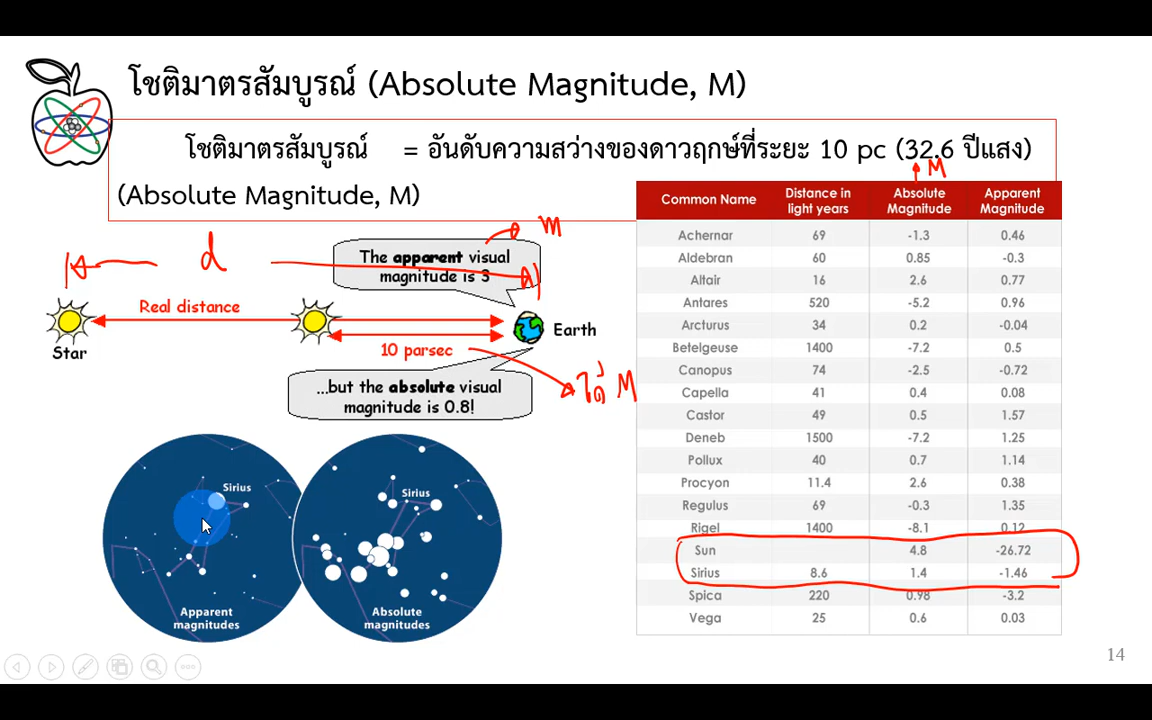 โชติมาตรสัมบูรณ์ (Absolute Magnitude, M)
โชติมาตรสัมบูรณ์ = อันดับความสว่างของดาวฤกษ์ที่ระยะ 10 pc (32.6 ปีแสง)
(Absolute Magnitude, M)
M
d
m
The apparent visual
magnitude is 3
Real distance
Star
Earth
10 parsec
ได้ M
...but the absolute visual
magnitude is 0.8!
Sirius
Apparent
magnitudes
Sirius
Absolute
magnitudes
Common Name Distance in light years Absolute Magnitude Apparent Magnitude
Achernar 69 -1.3 0.46
Aldebran 60 0.85 -0.3
Altair 16 2.6 0.77
Antares 520 -5.2 0.96
Arcturus 34 0.2 -0.04
Betelgeuse 1400 -7.2 0.5
Canopus 74 -2.5 -0.72
Capella 41 0.4 0.08
Castor 49 0.5 1.57
Deneb 1500 -7.2 1.25
Pollux 40 0.7 1.14
Procyon 11.4 2.6 0.38
Regulus 69 -0.3 1.35
Rigel 1400 -8.1 0.12
Sun 4.8 -26.72
Sirius 8.6 1.4 -1.46
Spica 220 0.98 -3.2
Vega 25 0.6 0.03
14